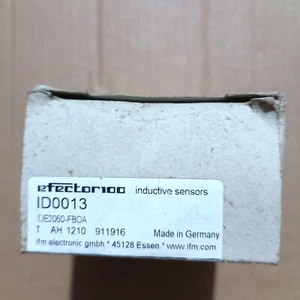 efector100 inductive sensors
ID0013
IDE2060-FBOA
T AH 1210 911916 Made in Germany
ifm electronic gmbh * 45128 Essen * www.ifm.com